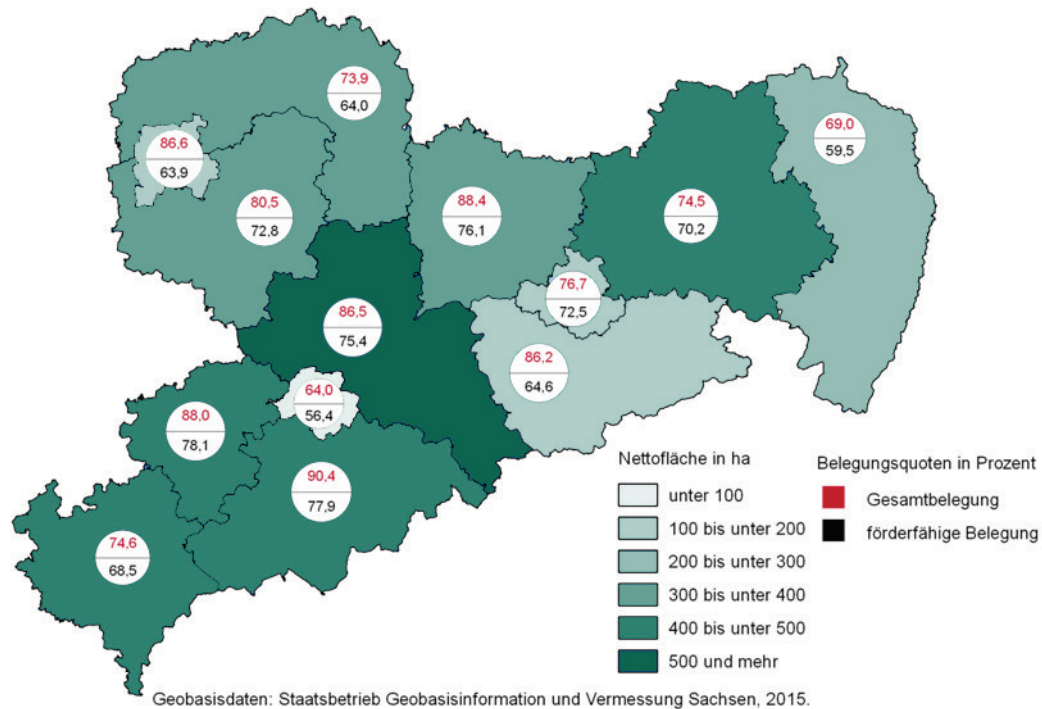 73,9
64,0
69,0
59,5
86,6
63,9
80,5
72,8
88,4
76,1
74,5
70,2
76,7
72,5
86,5
75,4
86,2
64,6
64,0
56,4
88,0
78,1
90,4
77,9
74,6
68,5
Nettofläche in ha
unter 100
100 bis unter 200
200 bis unter 300
300 bis unter 400
400 bis unter 500
500 und mehr
Belegungsquoten in Prozent
Gesamtbelegung
förderfähige Belegung
Geobasisdaten: Staatsbetrieb Geobasisinformation und Vermessung Sachsen, 2015.